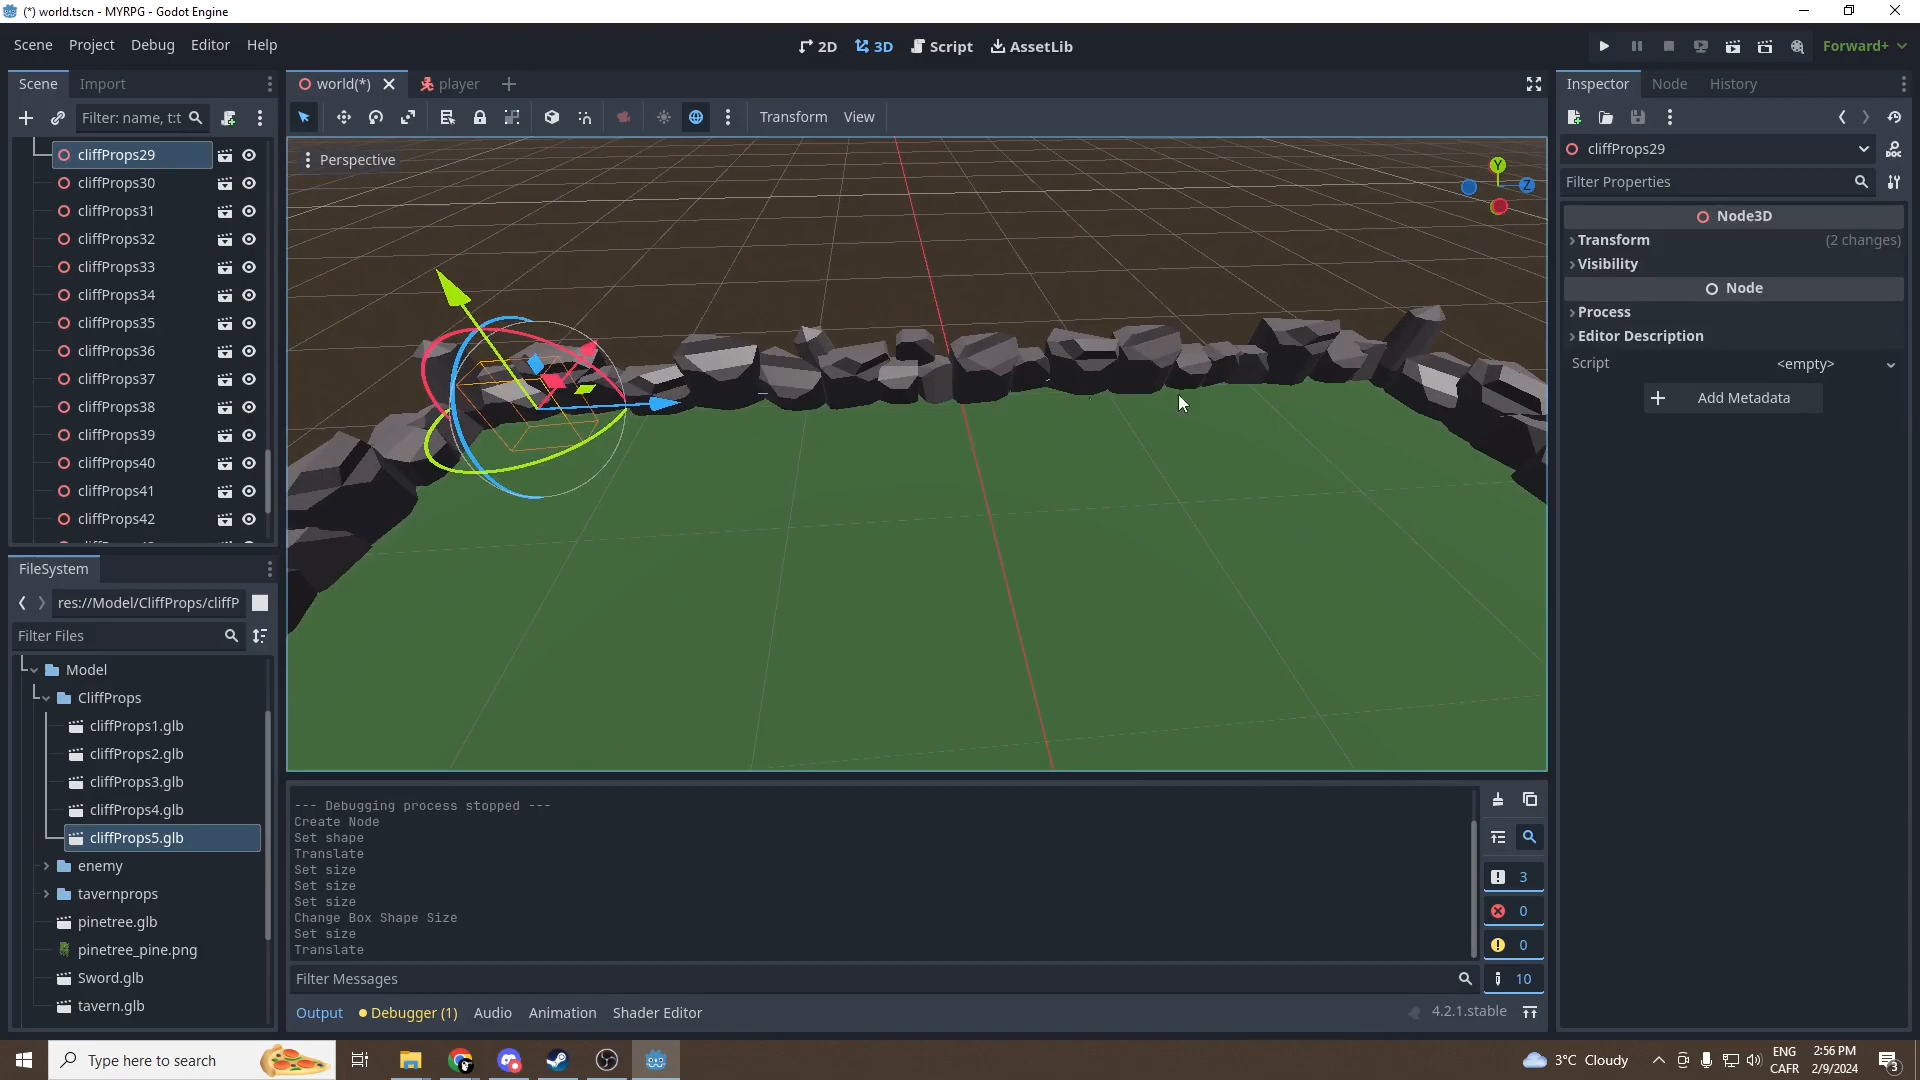 (*) world.tscn - MYRPG - Godot Engine
Scene Project Debug Editor Help
2D 3D Script AssetLib
Forward+
Scene Import
world(*) player
Inspector Node History
Filter: name, t:t
Transform View
Perspective
Y
Z
cliffProps29
cliffProps30
cliffProps31
cliffProps32
cliffProps33
cliffProps34
cliffProps35
cliffProps36
cliffProps37
cliffProps38
cliffProps39
cliffProps40
cliffProps41
cliffProps42
FileSystem
res://Model/CliffProps/cliffP
Filter Files
Model
CliffProps
cliffProps1.glb
cliffProps2.glb
cliffProps3.glb
cliffProps4.glb
cliffProps5.glb
enemy
tavernprops
pinetree.glb
pinetree_pine.png
Sword.glb
tavern.glb
--- Debugging process stopped ---
Create Node
Set shape
Translate
Set size
Set size
Set size
Change Box Shape Size
Set size
Translate
Filter Messages
3
0
0
10
Output Debugger (1) Audio Animation Shader Editor
4.2.1.stable
cliffProps29
Filter Properties
Node3D
Transform (2 changes)
Visibility
Node
Process
Editor Description
Script <empty>
Add Metadata
Type here to search
3°C Cloudy
ENG
CAFR
2:56 PM
2/9/2024
3